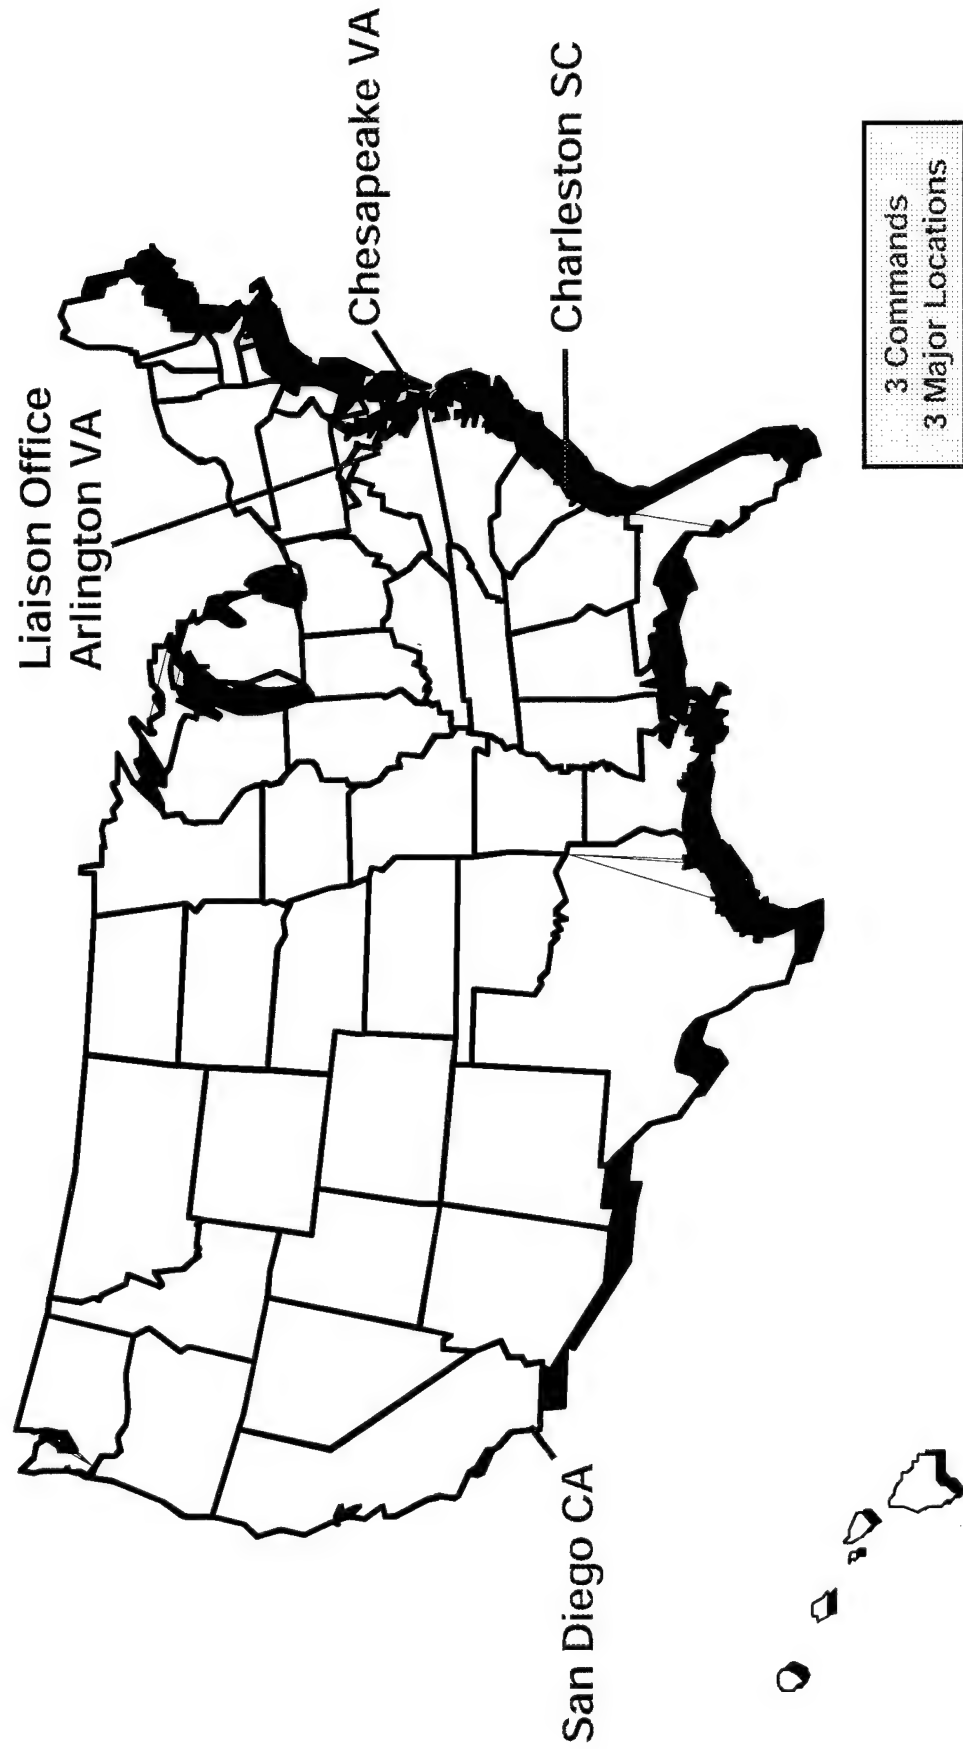 Liaison Office
Arlington VA
Chesapeake VA
Charleston SC
San Diego CA
3 Commands
3 Major Locations